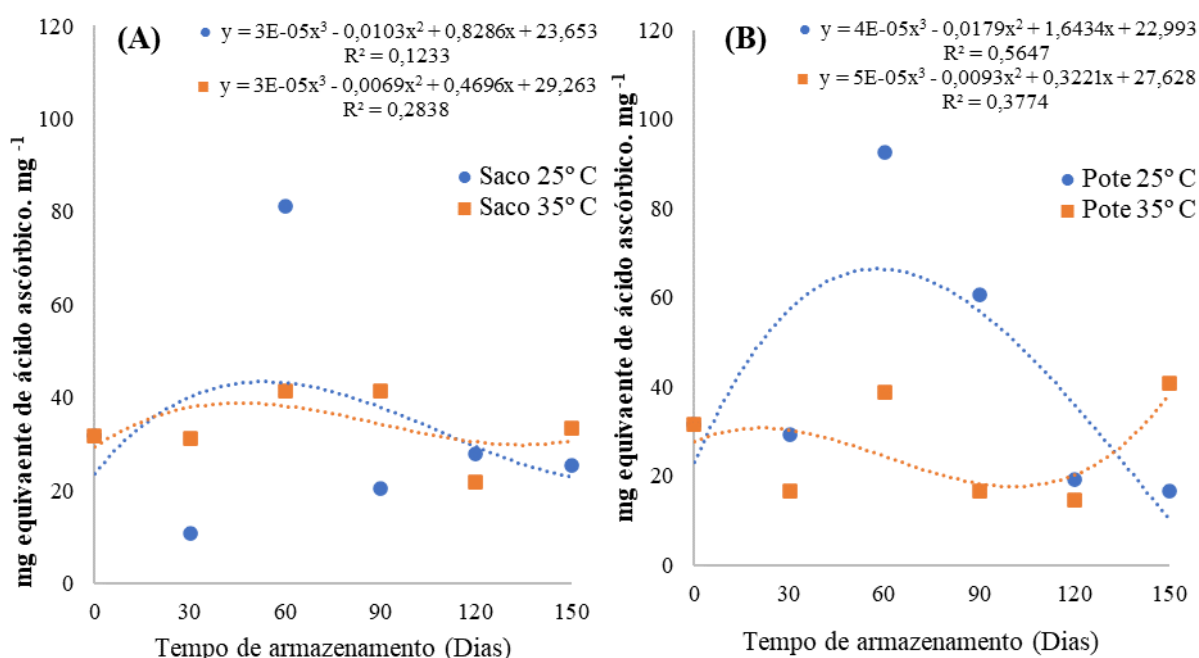 (A)
y = 3E-05x³ - 0,0103x² + 0,8286x + 23,653
R² = 0,1233
y = 3E-05x³ - 0,0069x² + 0,4696x + 29,263
R² = 0,2838
Saco 25º C
Saco 35º C
mg equivaente de ácido ascórbico. mg ⁻¹
120
100
80
60
40
20
0
0 30 60 90 120 150
Tempo de armazenamento (Dias)
(B)
y = 4E-05x³ - 0,0179x² + 1,6434x + 22,993
R² = 0,5647
y = 5E-05x³ - 0,0093x² + 0,3221x + 27,628
R² = 0,3774
Pote 25º C
Pote 35º C
mg equivaente de ácido ascórbico. mg ⁻¹
120
100
80
60
40
20
0
0 30 60 90 120 150
Tempo de armazenamento (Dias)